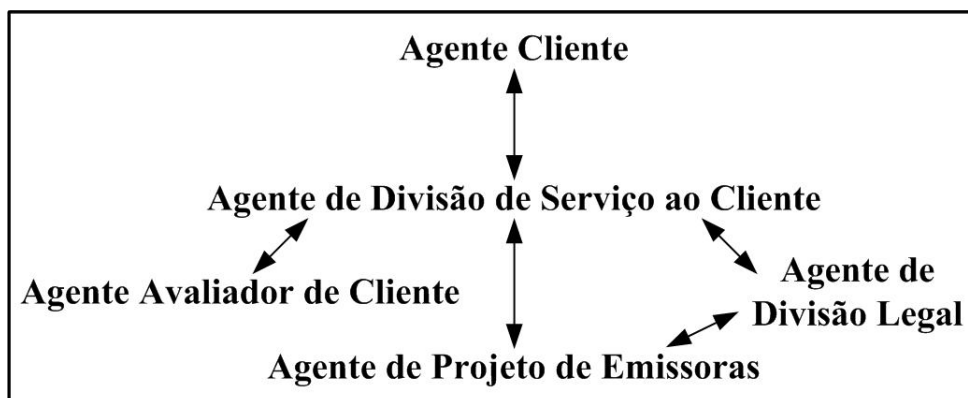 Agente Cliente
Agente de Divisão de Serviço ao Cliente
Agente Avaliador de Cliente
Agente de
Divisão Legal
Agente de Projeto de Emissoras